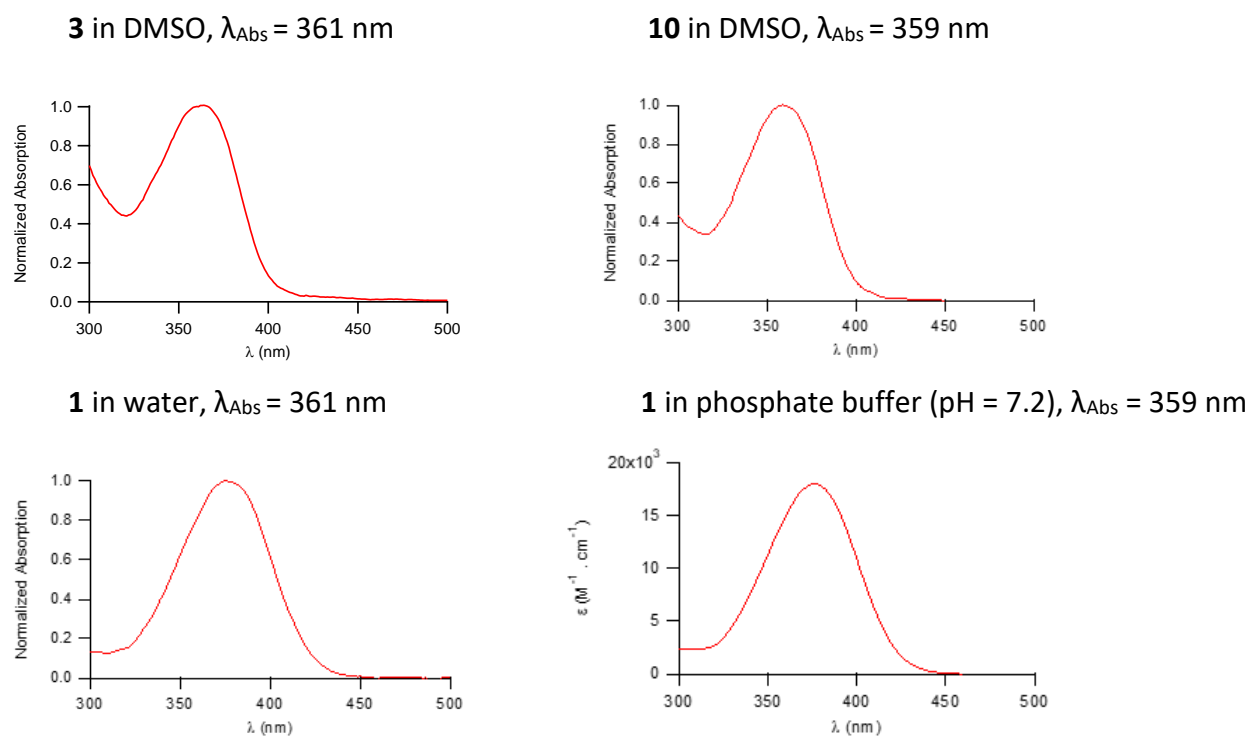 3 in DMSO, λAbs = 361 nm
Normalized Absorption
1.0
0.8
0.6
0.4
0.2
0.0
300 350 400 450 500
λ (nm)
10 in DMSO, λAbs = 359 nm
Normalized Absorption
1.0
0.8
0.6
0.4
0.2
0.0
300 350 400 450 500
λ (nm)
1 in water, λAbs = 361 nm
Normalized Absorption
1.0
0.8
0.6
0.4
0.2
0.0
300 350 400 450 500
λ (nm)
1 in phosphate buffer (pH = 7.2), λAbs = 359 nm
ε (M⁻¹ . cm⁻¹)
20x10³
15
10
5
0
300 350 400 450 500
λ (nm)